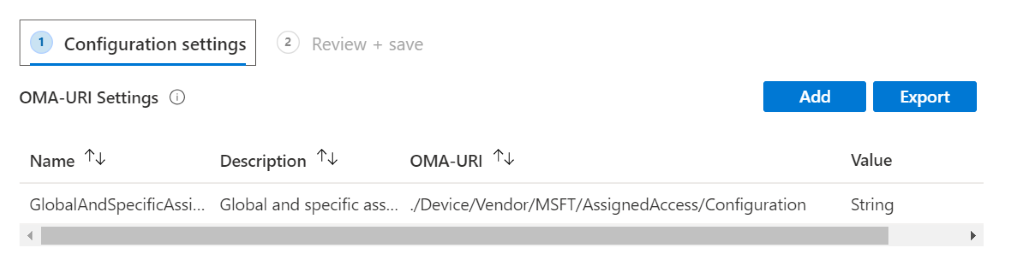 1 Configuration settings 2 Review + save
OMA-URI Settings Add Export
Name Description OMA-URI Value
GlobalAndSpecificAssi... Global and specific ass... ./Device/Vendor/MSFT/AssignedAccess/Configuration String